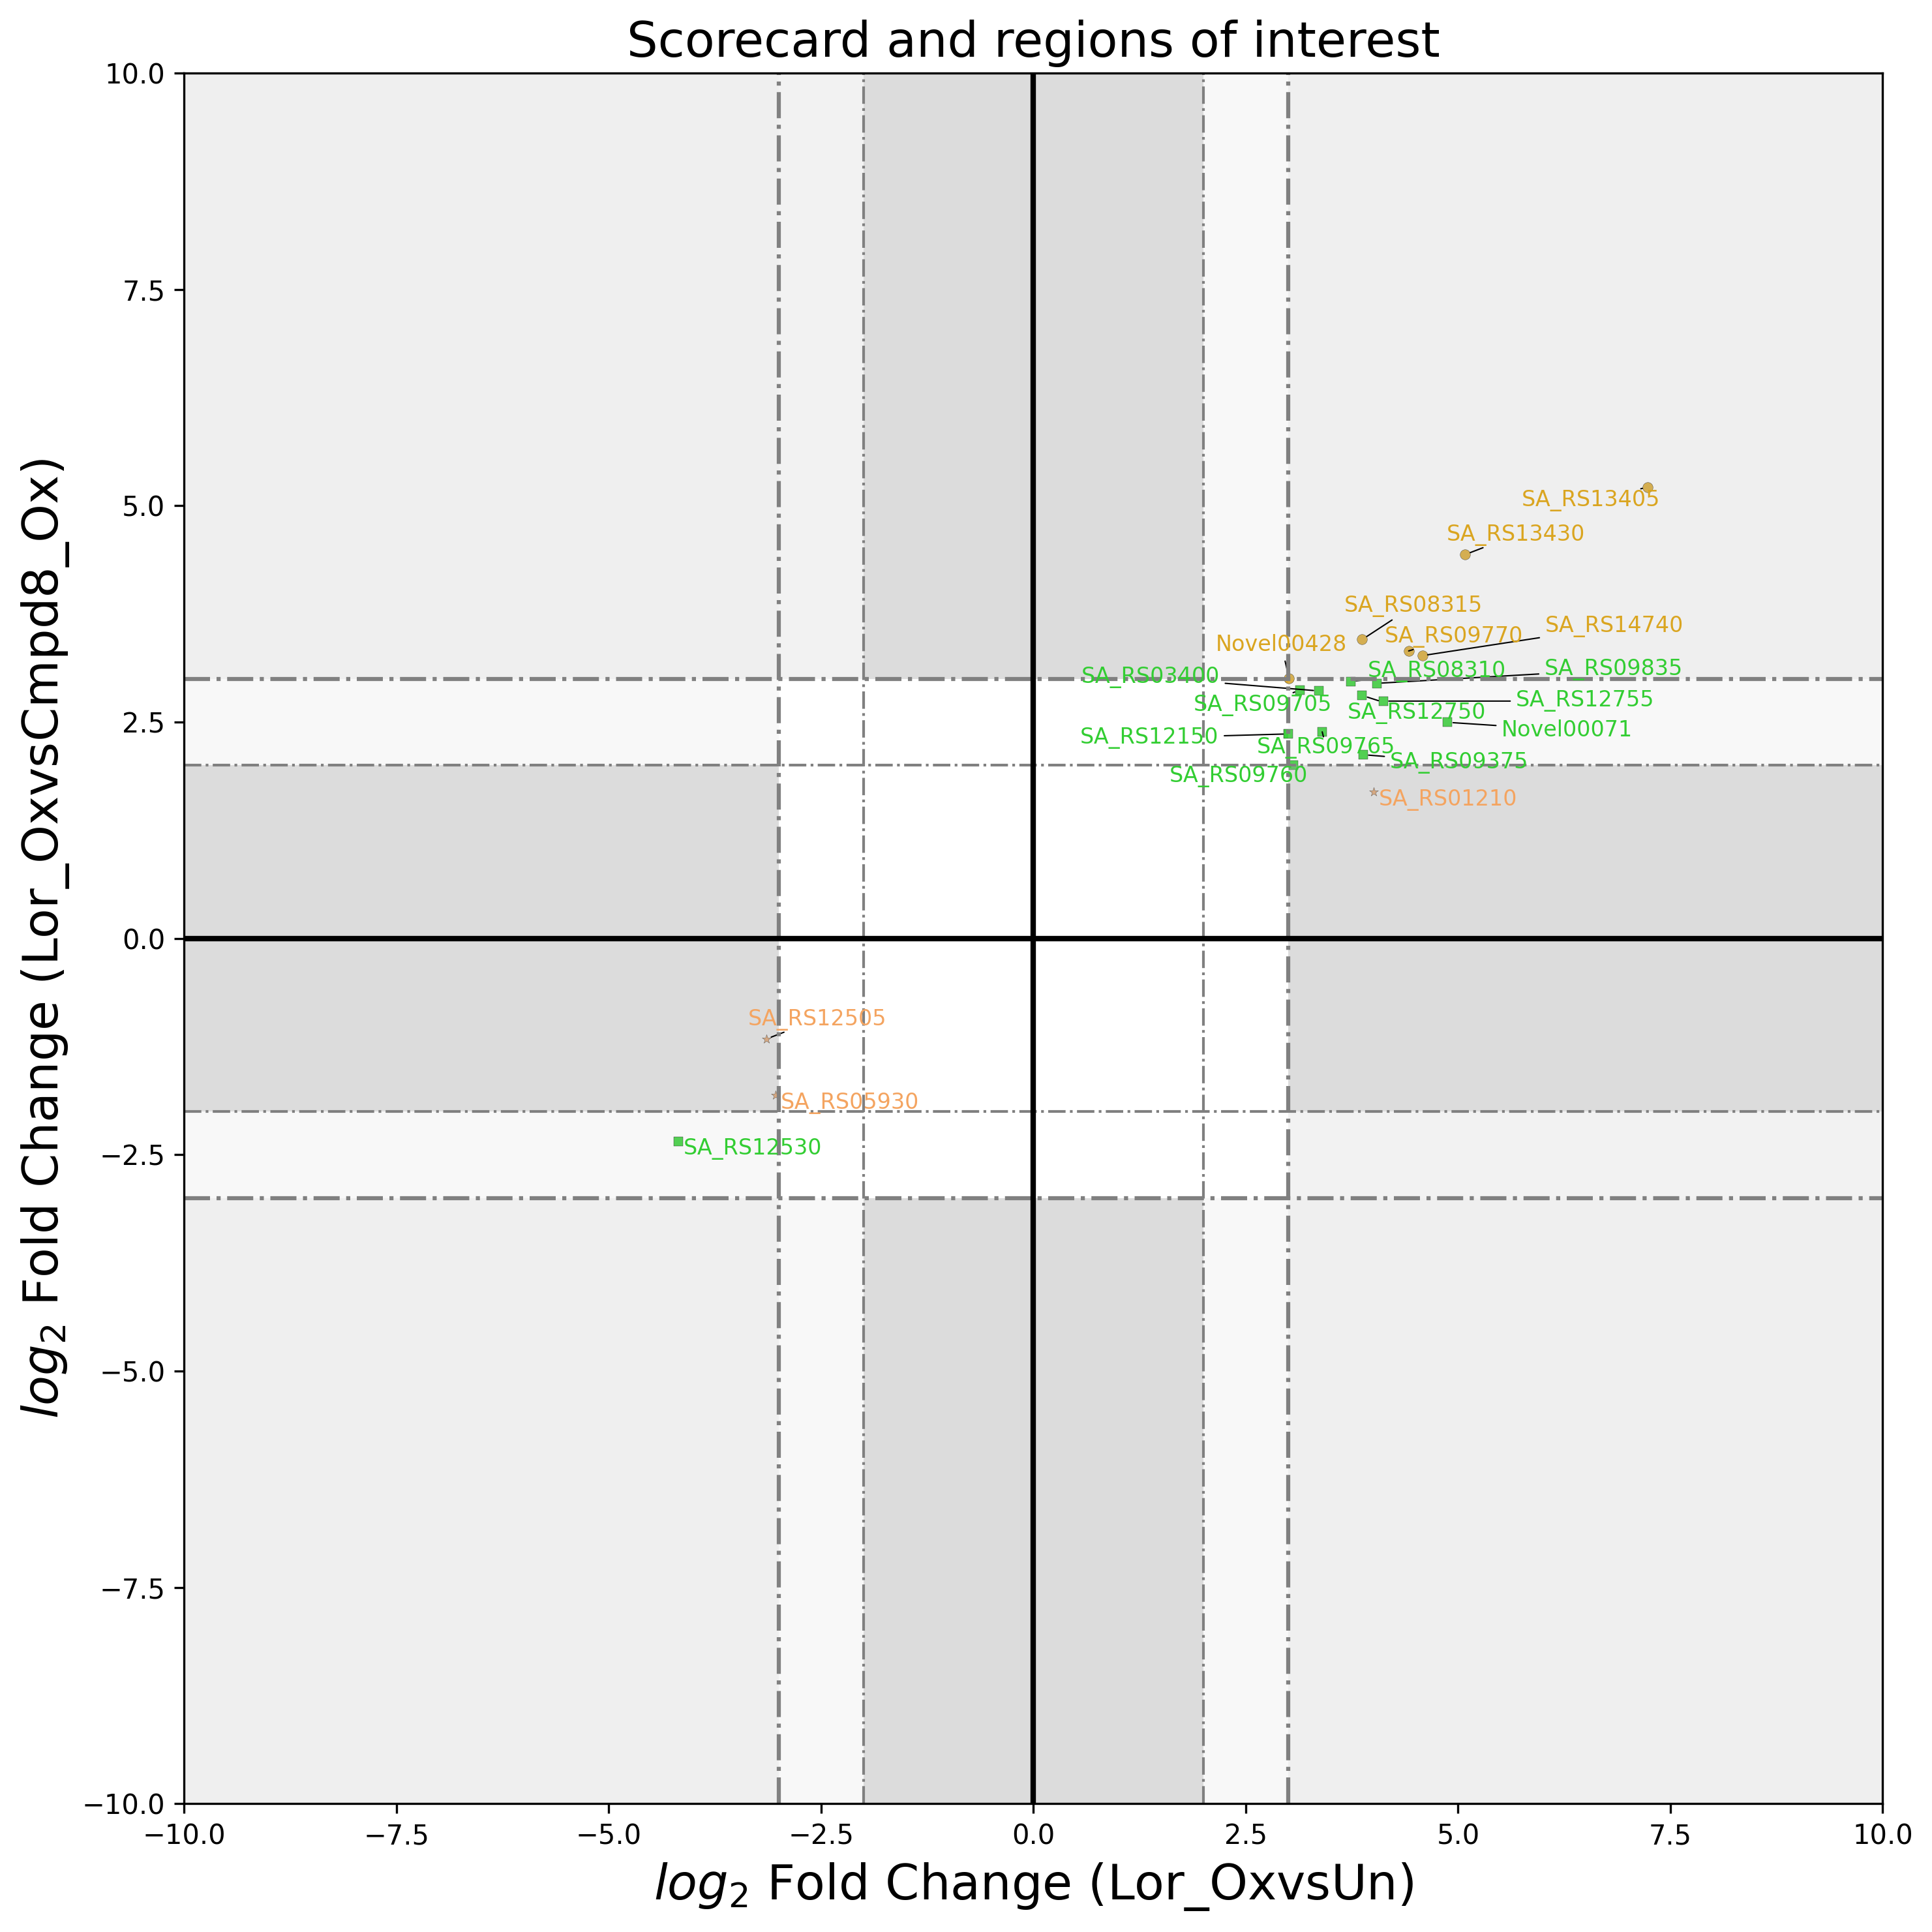 Scorecard and regions of interest
log₂ Fold Change (Lor_OxvsCmpd8_Ox)
10.0
7.5
5.0
2.5
0.0
−2.5
−5.0
−7.5
−10.0
SA_RS13405
SA_RS13430
SA_RS08315
SA_RS14740
SA_RS09770
Novel00428
SA_RS03400
SA_RS08310
SA_RS09835
SA_RS09705
SA_RS12755
SA_RS12750
Novel00071
SA_RS12150
SA_RS09765
SA_RS09375
SA_RS09760
SA_RS01210
SA_RS12505
SA_RS05930
SA_RS12530
−10.0
−7.5
−5.0
−2.5
0.0
2.5
5.0
7.5
10.0
log₂ Fold Change (Lor_OxvsUn)